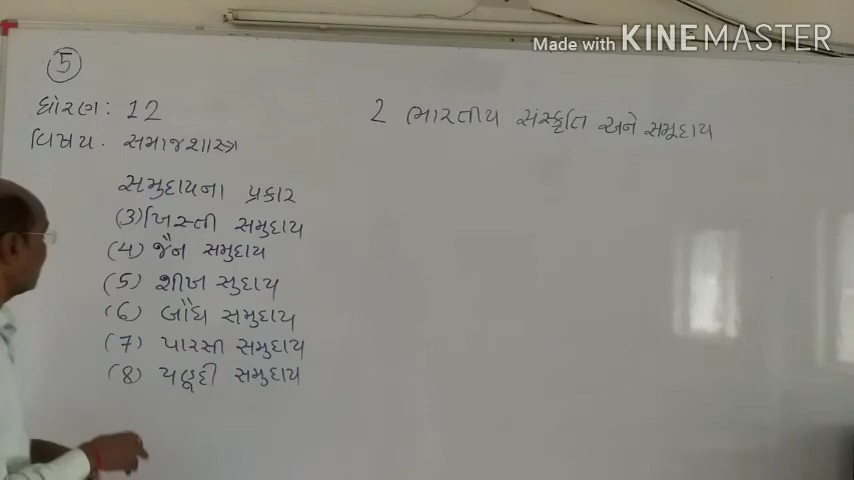 Made with KINEMASTER
5
ધોરણ: 12
વિષય. સમાજશાસ્ત્ર
2 ભારતીય સંસ્કૃતિ અને સમૂદાય
સમુદાયના પ્રકાર
(3) ખ્રિસ્તી સમુદાય
(4) જૈન સમુદાય
(5) શીખ સુદાય
(6) બૌધ સમુદાય
(7) પારસી સમુદાય
(8) યહૂદી સમુદાય